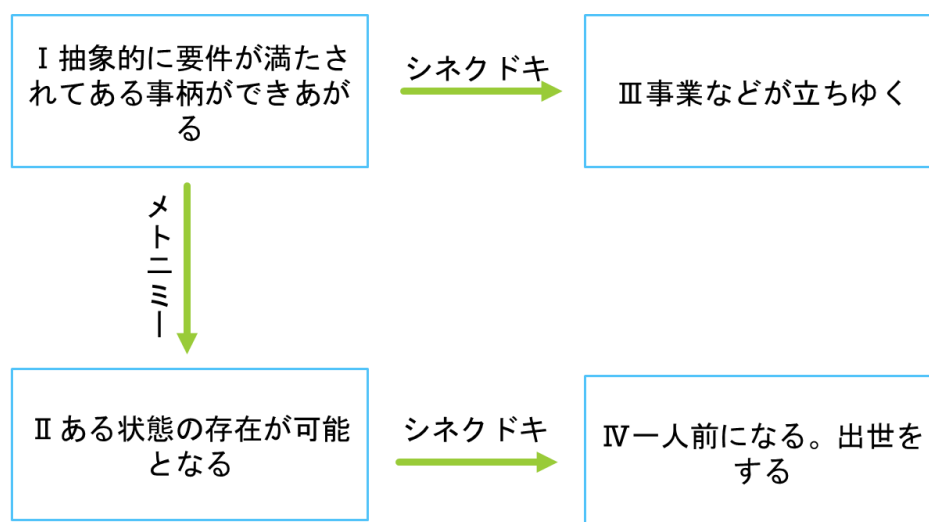 Ⅰ 抽象的に要件が満たさ
れてある事柄ができあが
る
シネクドキ
Ⅲ事業などが立ちゆく
メトニミー
Ⅱ ある状態の存在が可能
となる
シネクドキ
Ⅳ一人前になる。出世を
する